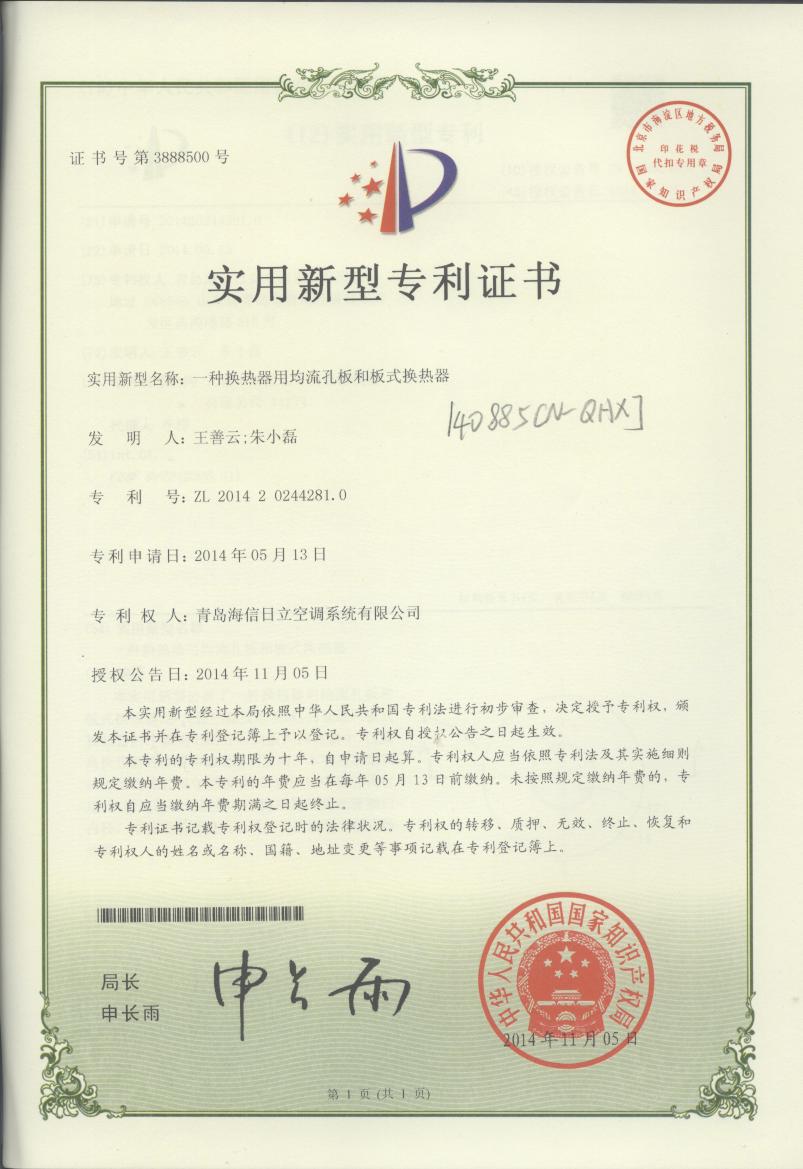 证书号第3888500号
北京市海淀区地方税务局
印花税
代扣专用章
国家知识产权局
实用新型专利证书
实用新型名称：一种换热器用均流孔板和板式换热器
140885CN-QHX]
发明人：王善云;朱小磊
专利号：ZL 2014 2 0244281.0
专利申请日：2014年05月13日
专利权人：青岛海信日立空调系统有限公司
授权公告日：2014年11月05日
本实用新型经过本局依照中华人民共和国专利法进行初步审查，决定授予专利权，颁
发本证书并在专利登记簿上予以登记。专利权自授权公告之日起生效。
本专利的专利权期限为十年，自申请日起算。专利权人应当依照专利法及其实施细则
规定缴纳年费。本专利的年费应当在每年05月13日前缴纳。未按照规定缴纳年费的，专
利权自应当缴纳年费期满之日起终止。
专利证书记载专利权登记时的法律状况。专利权的转移、质押、无效、终止、恢复和
专利权人的姓名或名称、国籍、地址变更等事项记载在专利登记簿上。
局长
申长雨
申长雨
中华人民共和国国家知识产权局
2014年11月05日
第1页(共1页)